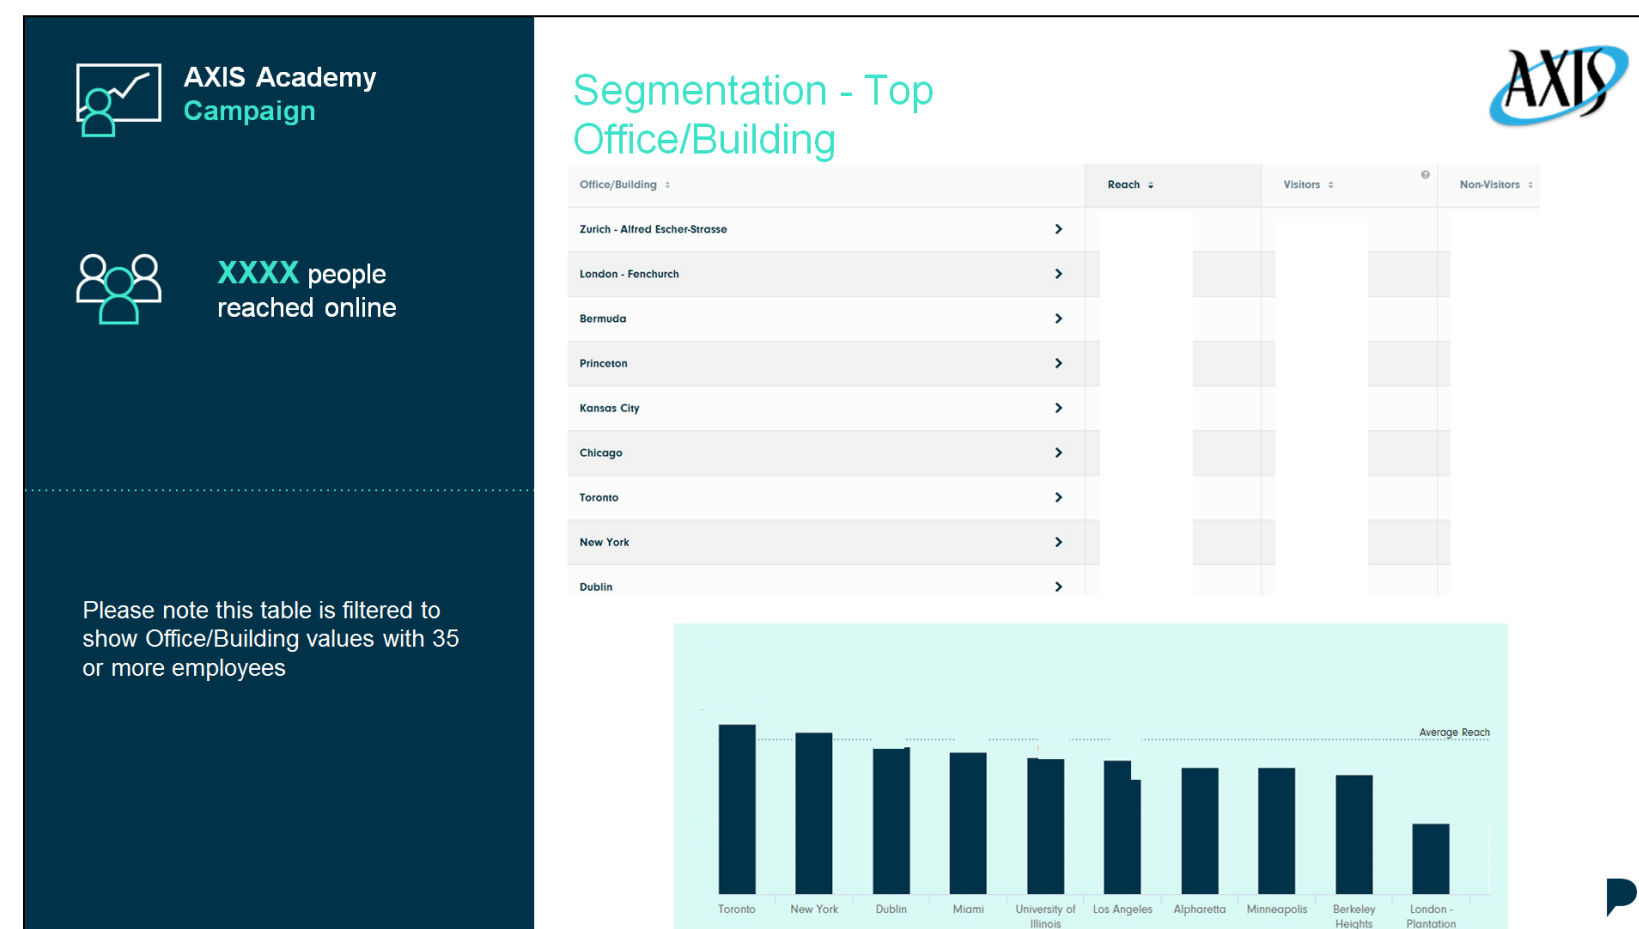 AXIS Academy
Campaign
XXXX people
reached online
Please note this table is filtered to
show Office/Building values with 35
or more employees
Segmentation - Top
Office/Building
AXIS
Office/Building Reach Visitors Non-Visitors
Zurich - Alfred Escher-Strasse
London - Fenchurch
Bermuda
Princeton
Kansas City
Chicago
Toronto
New York
Dublin
Average Reach
Toronto New York Dublin Miami University of Los Angeles Alpharetta Minneapolis Berkeley London -
Illinois Heights Plantation